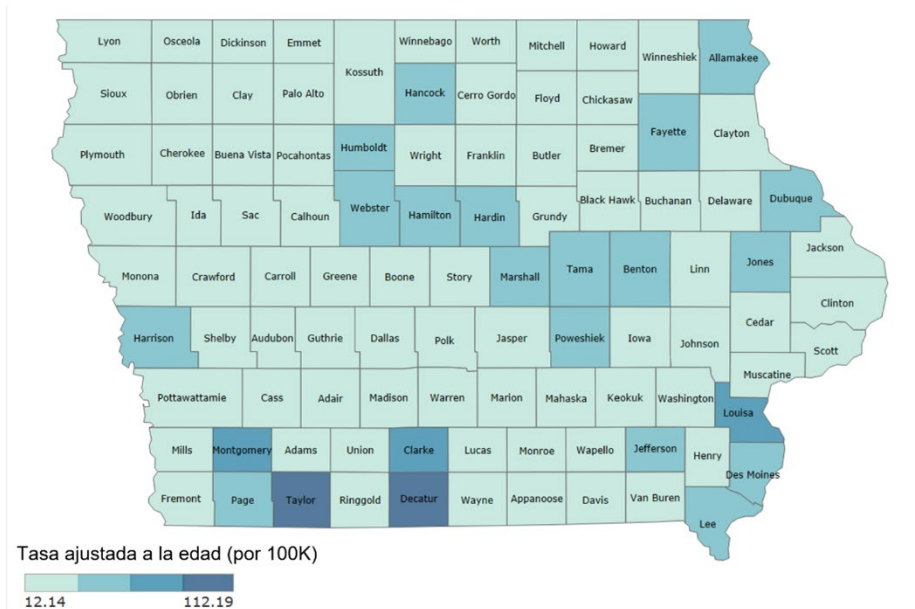 Lyon Osceola Dickinson Emmet Winnebago Worth Mitchell Howard
Kossuth Winneshiek Allamakee
Sioux Obrien Clay Palo Alto Hancock Cerro Gordo Floyd Chickasaw
Plymouth Cherokee Buena Vista Pocahontas Humboldt Wright Franklin Butler Bremer Fayette Clayton
Woodbury Ida Sac Calhoun Webster Hamilton Hardin Grundy Black Hawk Buchanan Delaware Dubuque
Monona Crawford Carroll Greene Boone Story Marshall Tama Benton Linn Jones Jackson
Clinton
Harrison Shelby Audubon Guthrie Dallas Polk Jasper Poweshiek Iowa Johnson Cedar
Scott
Muscatine
Pottawattamie Cass Adair Madison Warren Marion Mahaska Keokuk Washington
Louisa
Mills Montgomery Adams Union Clarke Lucas Monroe Wapello Jefferson Henry
Des Moines
Fremont Page Taylor Ringgold Decatur Wayne Appanoose Davis Van Buren
Lee
Tasa ajustada a la edad (por 100K)
12.14 112.19